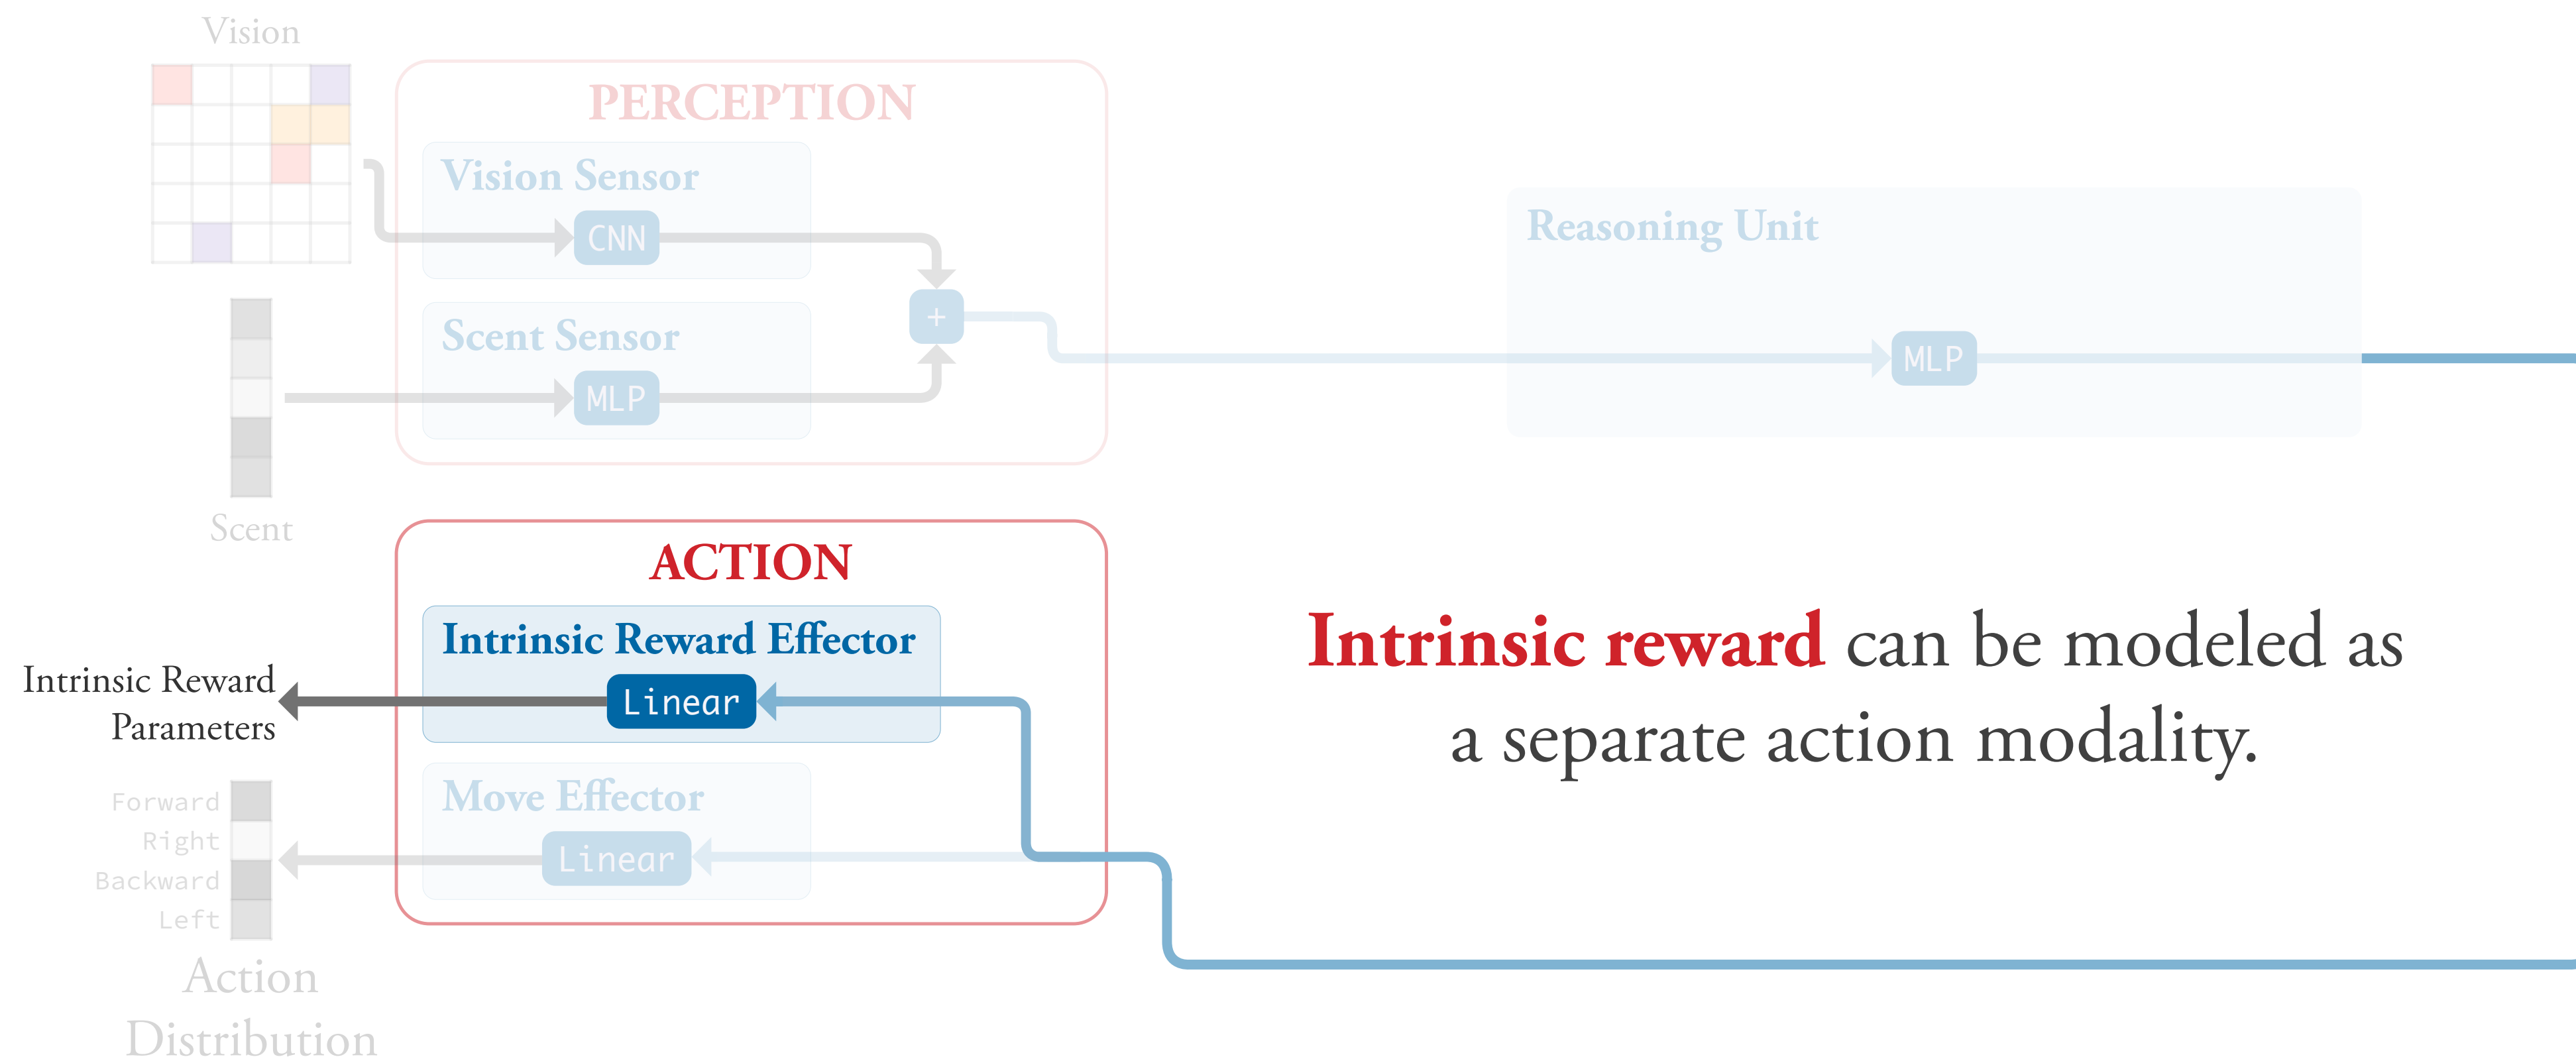 Vision
PERCEPTION
Vision Sensor
CNN
Scent Sensor
MLP
+
Scent
Reasoning Unit
MLP
ACTION
Intrinsic Reward Effector
Linear
Intrinsic Reward
Parameters
Move Effector
Linear
Forward
Right
Backward
Left
Action
Distribution
Intrinsic reward can be modeled as
a separate action modality.